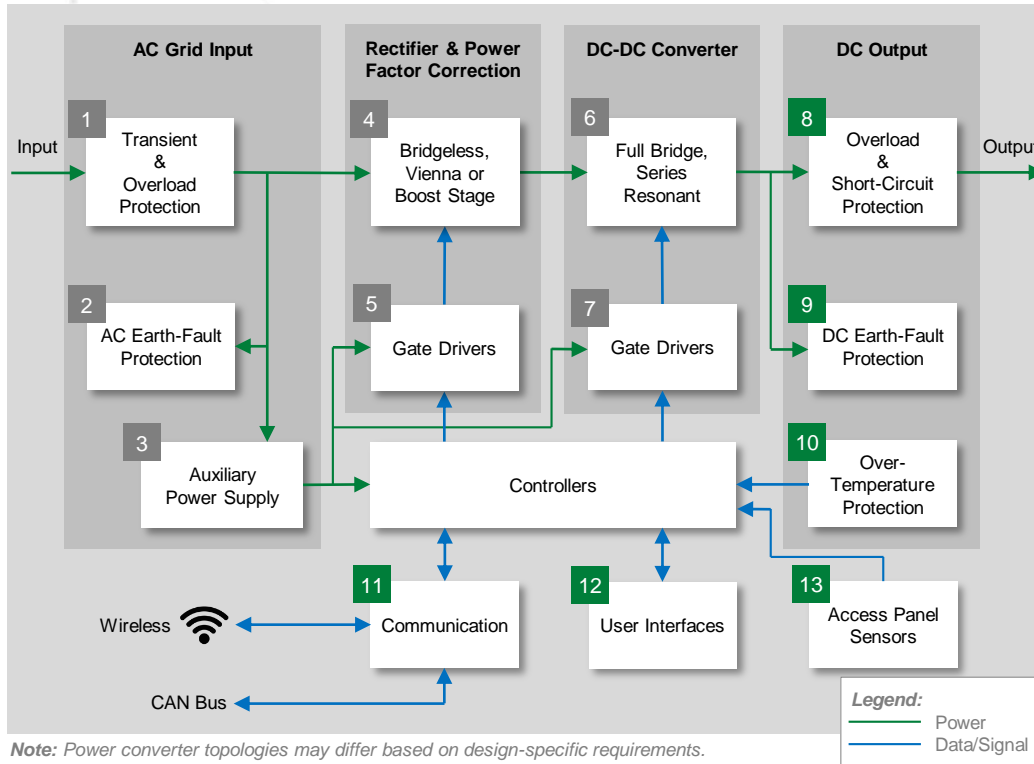 AC Grid Input
Rectifier & Power
Factor Correction
DC-DC Converter
DC Output
1
Transient
&
Overload
Protection
4
Bridgeless,
Vienna or
Boost Stage
6
Full Bridge,
Series
Resonant
8
Overload
&
Short-Circuit
Protection
Input
Output
2
AC Earth-Fault
Protection
5
Gate Drivers
7
Gate Drivers
9
DC Earth-Fault
Protection
3
Auxiliary
Power Supply
Controllers
10
Over-
Temperature
Protection
11
Communication
12
User Interfaces
13
Access Panel
Sensors
Wireless
CAN Bus
Legend:
Power
Data/Signal
Note: Power converter topologies may differ based on design-specific requirements.